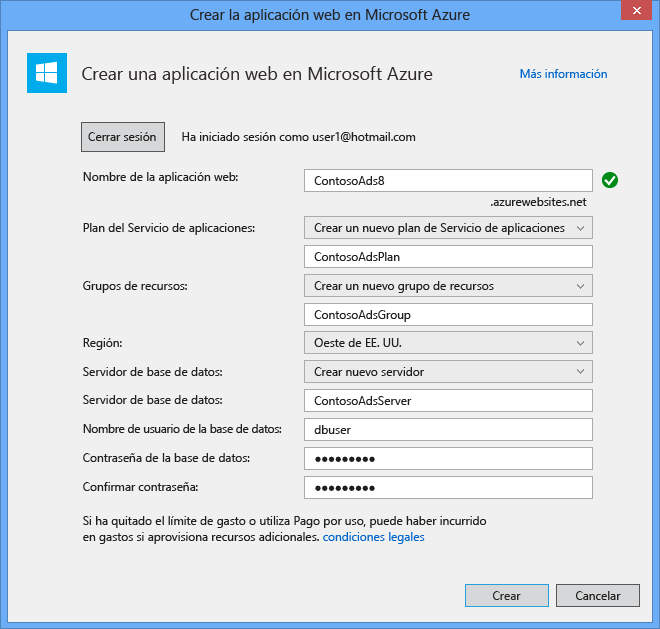 Crear la aplicación web en Microsoft Azure
Crear una aplicación web en Microsoft Azure
Más información
Cerrar sesión
Ha iniciado sesión como user1@hotmail.com
Nombre de la aplicación web:
ContosoAds8
.azurewebsites.net
Plan del Servicio de aplicaciones:
Crear un nuevo plan de Servicio de aplicaciones
ContosoAdsPlan
Grupos de recursos:
Crear un nuevo grupo de recursos
ContosoAdsGroup
Región:
Oeste de EE. UU.
Servidor de base de datos:
Crear nuevo servidor
Servidor de base de datos:
ContosoAdsServer
Nombre de usuario de la base de datos:
dbuser
Contraseña de la base de datos:
●●●●●●●●●
Confirmar contraseña:
●●●●●●●●●
Si ha quitado el límite de gasto o utiliza Pago por uso, puede haber incurrido
en gastos si aprovisiona recursos adicionales. condiciones legales
Crear
Cancelar